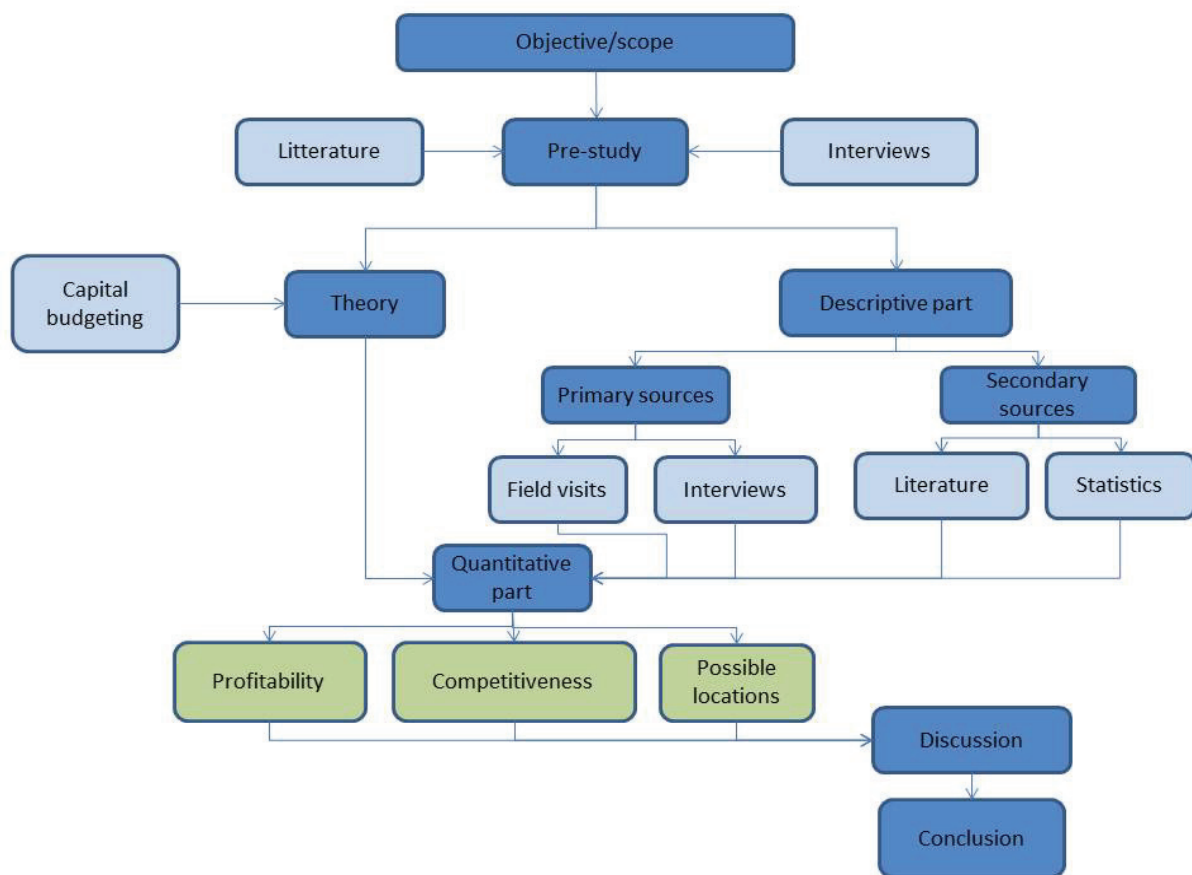 Objective/scope
Litterature
Pre-study
Interviews
Capital
budgeting
Theory
Descriptive part
Primary sources
Secondary
sources
Field visits
Interviews
Literature
Statistics
Quantitative
part
Profitability
Competitiveness
Possible
locations
Discussion
Conclusion